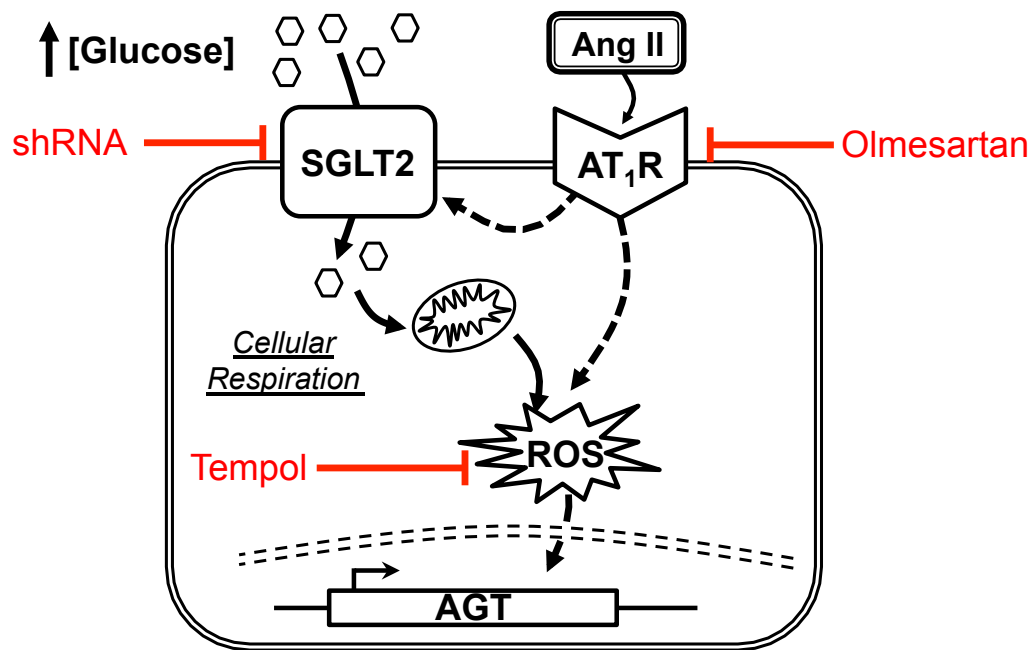 [Glucose]
Ang II
shRNA
SGLT2
AT₁R
Olmesartan
Cellular
Respiration
Tempol
ROS
AGT